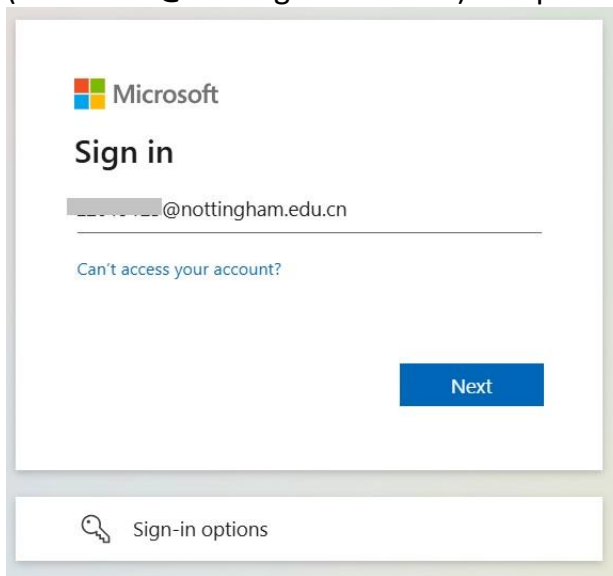 Microsoft
Sign in
@nottingham.edu.cn
Can't access your account?
Next
Sign-in options